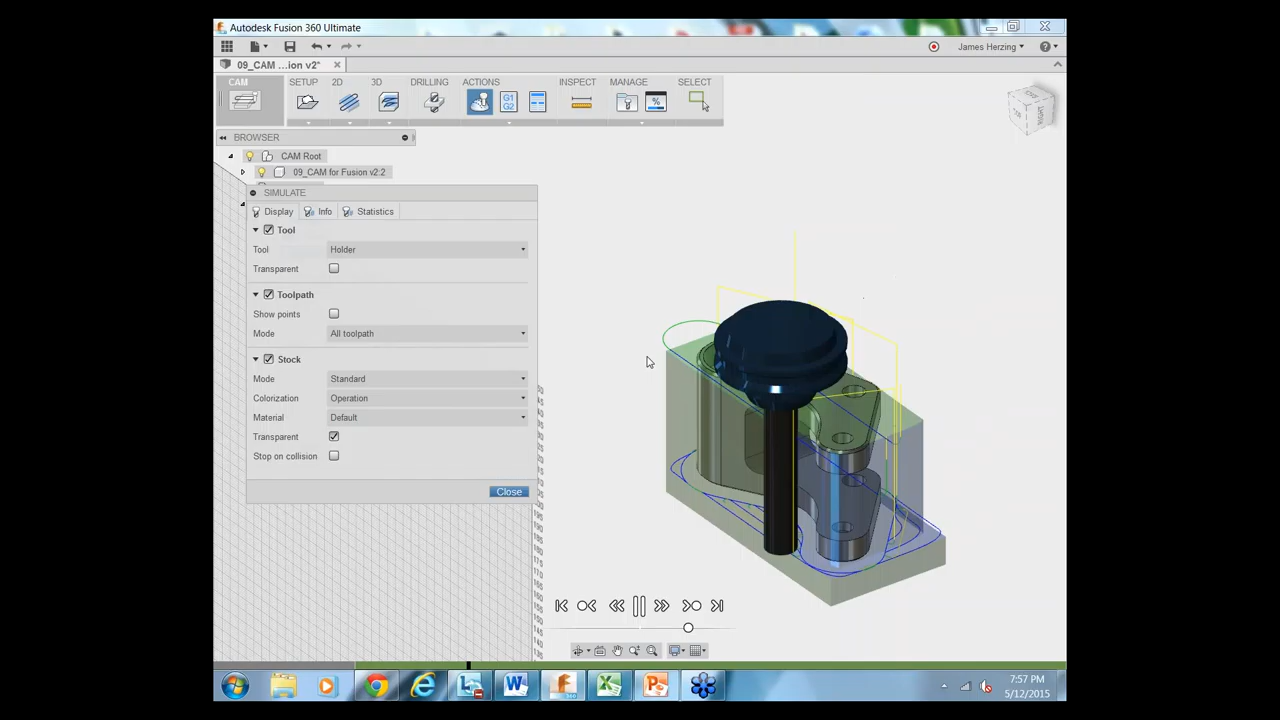 Autodesk Fusion 360 Ultimate
James Herzing
09_CAM ...ion v2*
CAM
SETUP
2D
3D
DRILLING
ACTIONS
INSPECT
MANAGE
SELECT
G1
G2
%
BROWSER
CAM Root
09_CAM for Fusion v2:2
SIMULATE
Display
Info
Statistics
Tool
Tool
Holder
Transparent
Toolpath
Show points
Mode
All toolpath
Stock
Mode
Standard
Colorization
Operation
Material
Default
Transparent
Stop on collision
Close
7:57 PM
5/12/2015